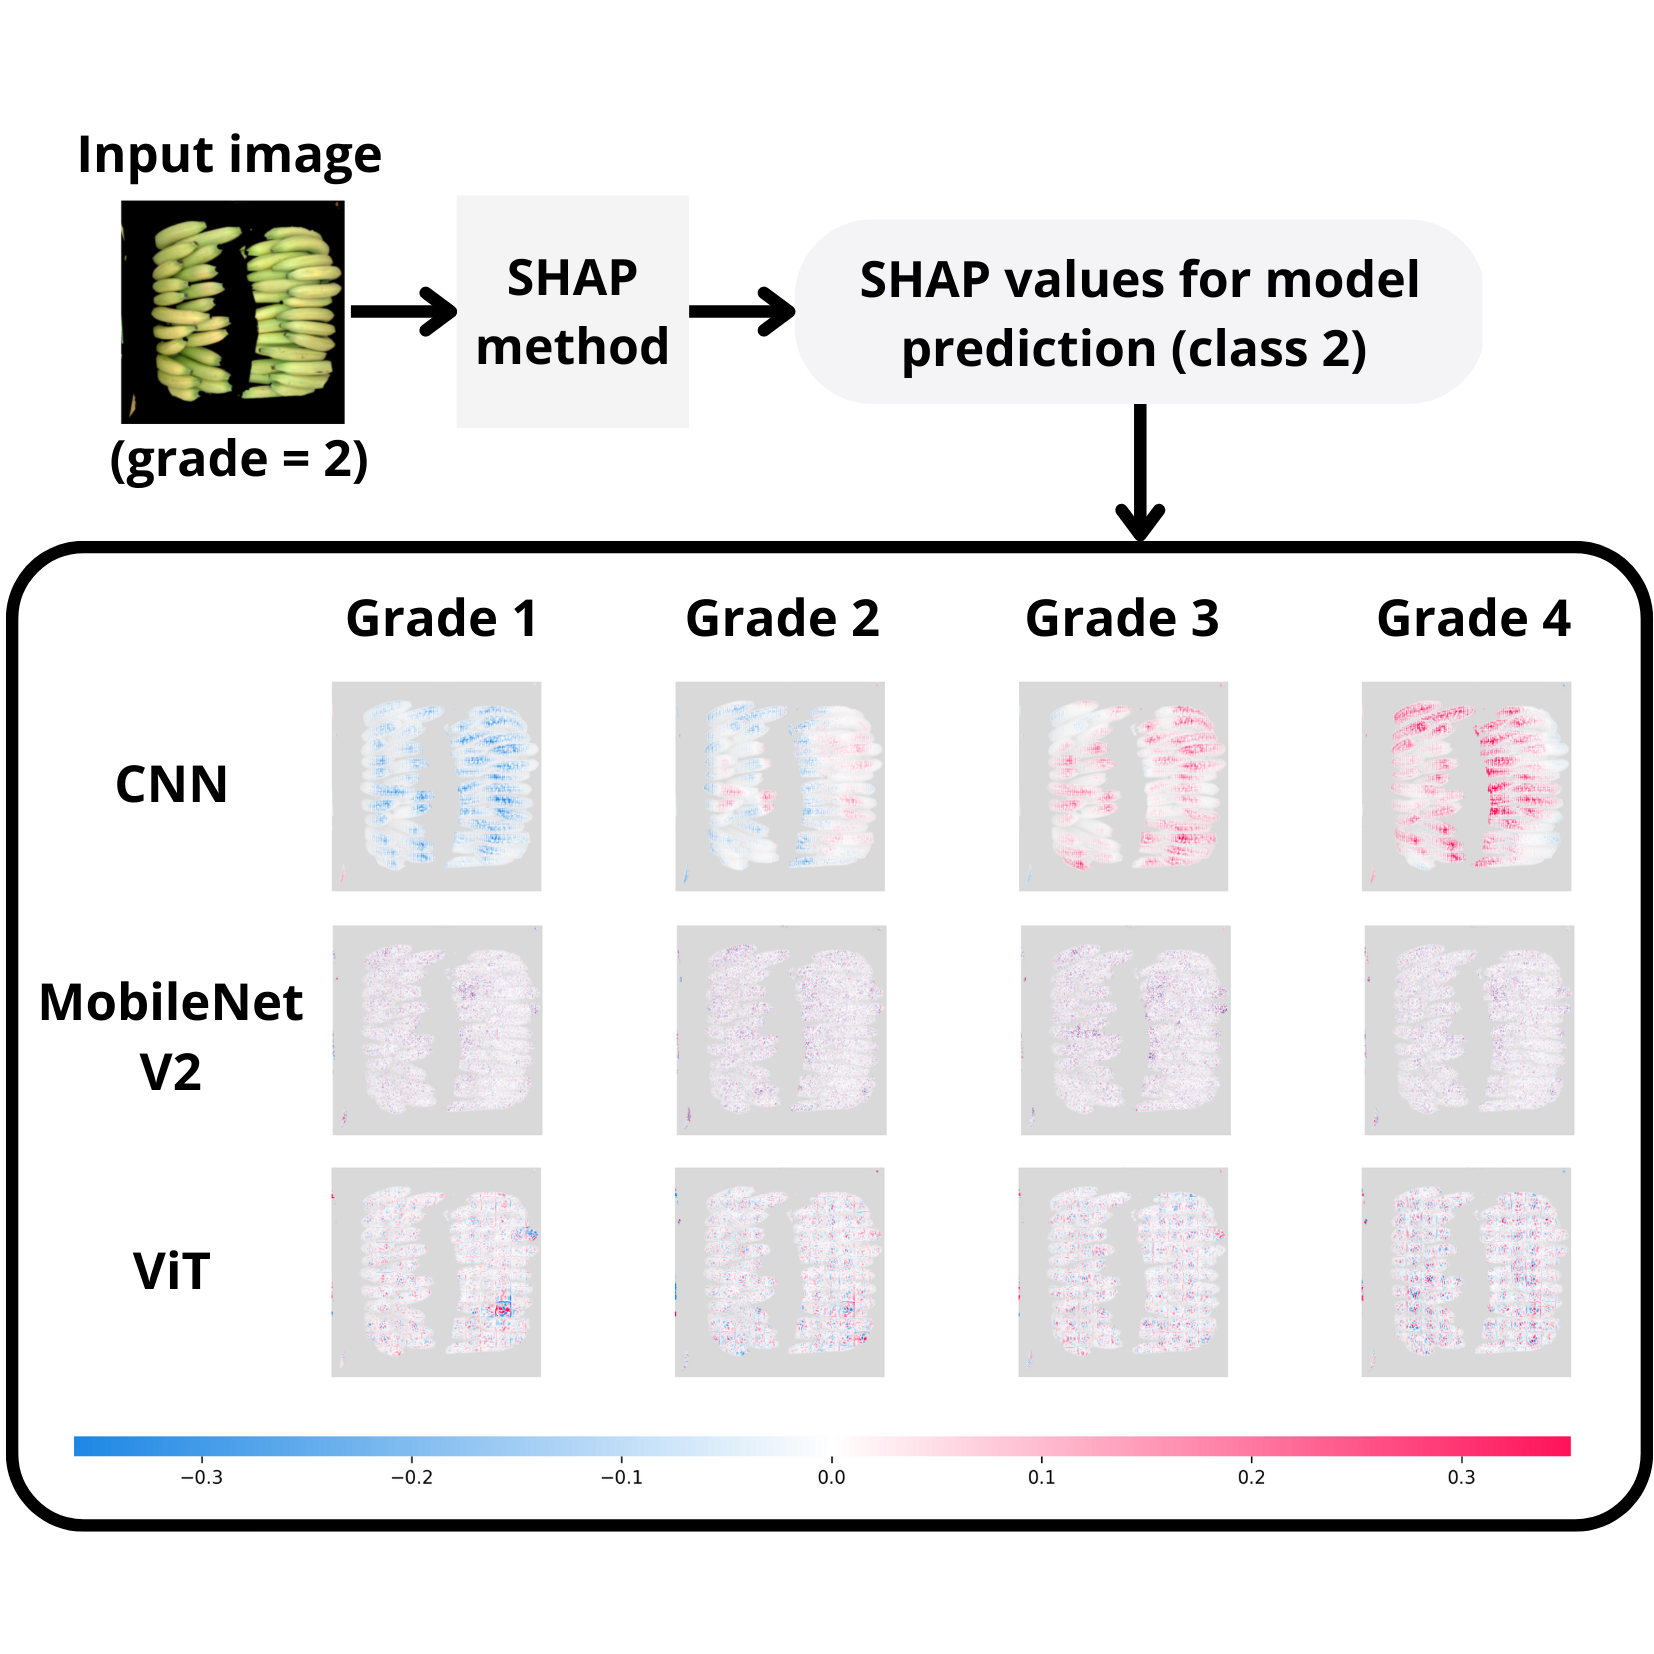 Input image
(grade = 2)
SHAP
method
SHAP values for model
prediction (class 2)
Grade 1
Grade 2
Grade 3
Grade 4
CNN
MobileNet
V2
ViT
−0.3
−0.2
−0.1
0.0
0.1
0.2
0.3